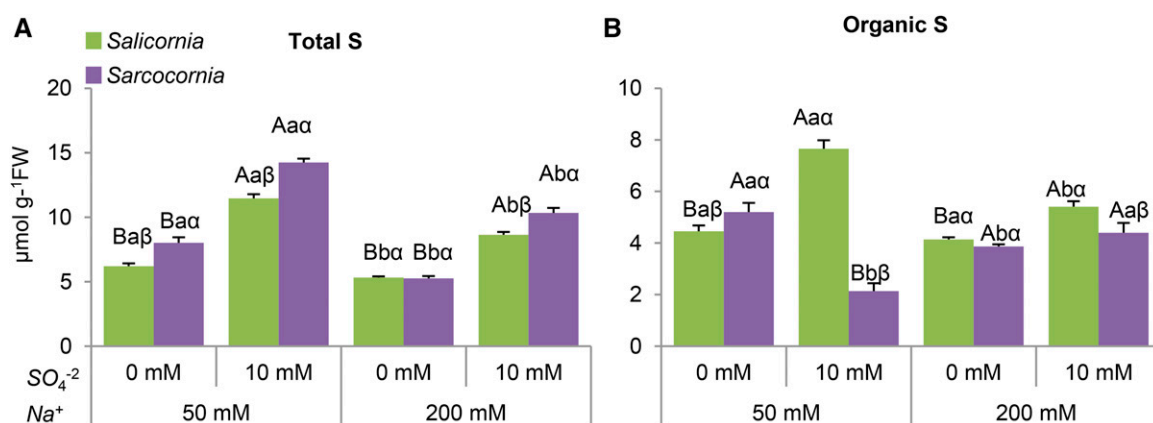 A
Salicornia
Sarcocornia
Total S
μmol g-¹FW
20
15
10
5
0
Baβ
Baα
Aaβ
Aaα
Bbα
Bbα
Abβ
Abα
SO₄⁻²
0 mM
10 mM
0 mM
10 mM
Na⁺
50 mM
200 mM
B
Organic S
10
8
6
4
2
0
Baβ
Aaα
Aaα
Bbβ
Baα
Abα
Abα
Aaβ
0 mM
10 mM
0 mM
10 mM
50 mM
200 mM